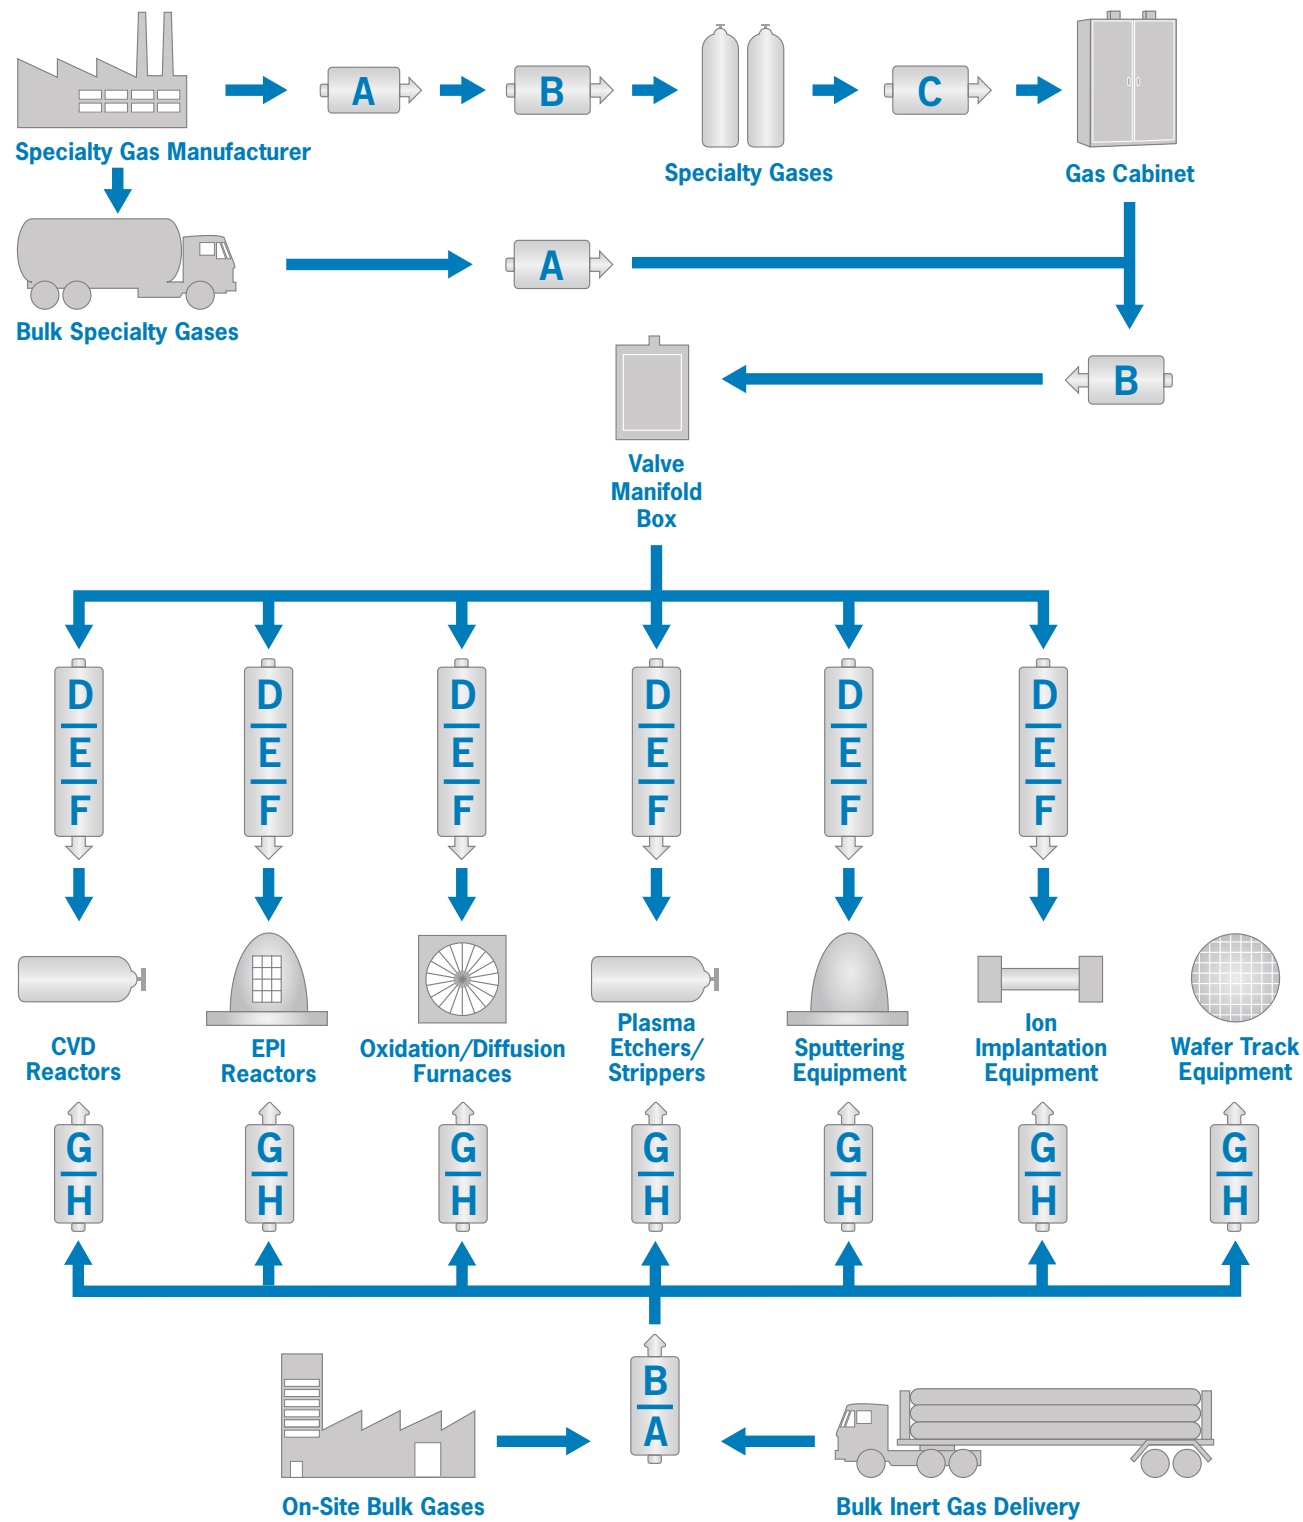 A
B
C
Specialty Gas Manufacturer
Specialty Gases
Gas Cabinet
A
Bulk Specialty Gases
B
Valve
Manifold
Box
D D D D D D
E E E E E E
F F F F F F
CVD
Reactors
EPI
Reactors
Oxidation/Diffusion
Furnaces
Plasma
Etchers/
Strippers
Sputtering
Equipment
Ion
Implantation
Equipment
Wafer Track
Equipment
G G G G G G G
H H H H H H H
B
A
On-Site Bulk Gases
Bulk Inert Gas Delivery